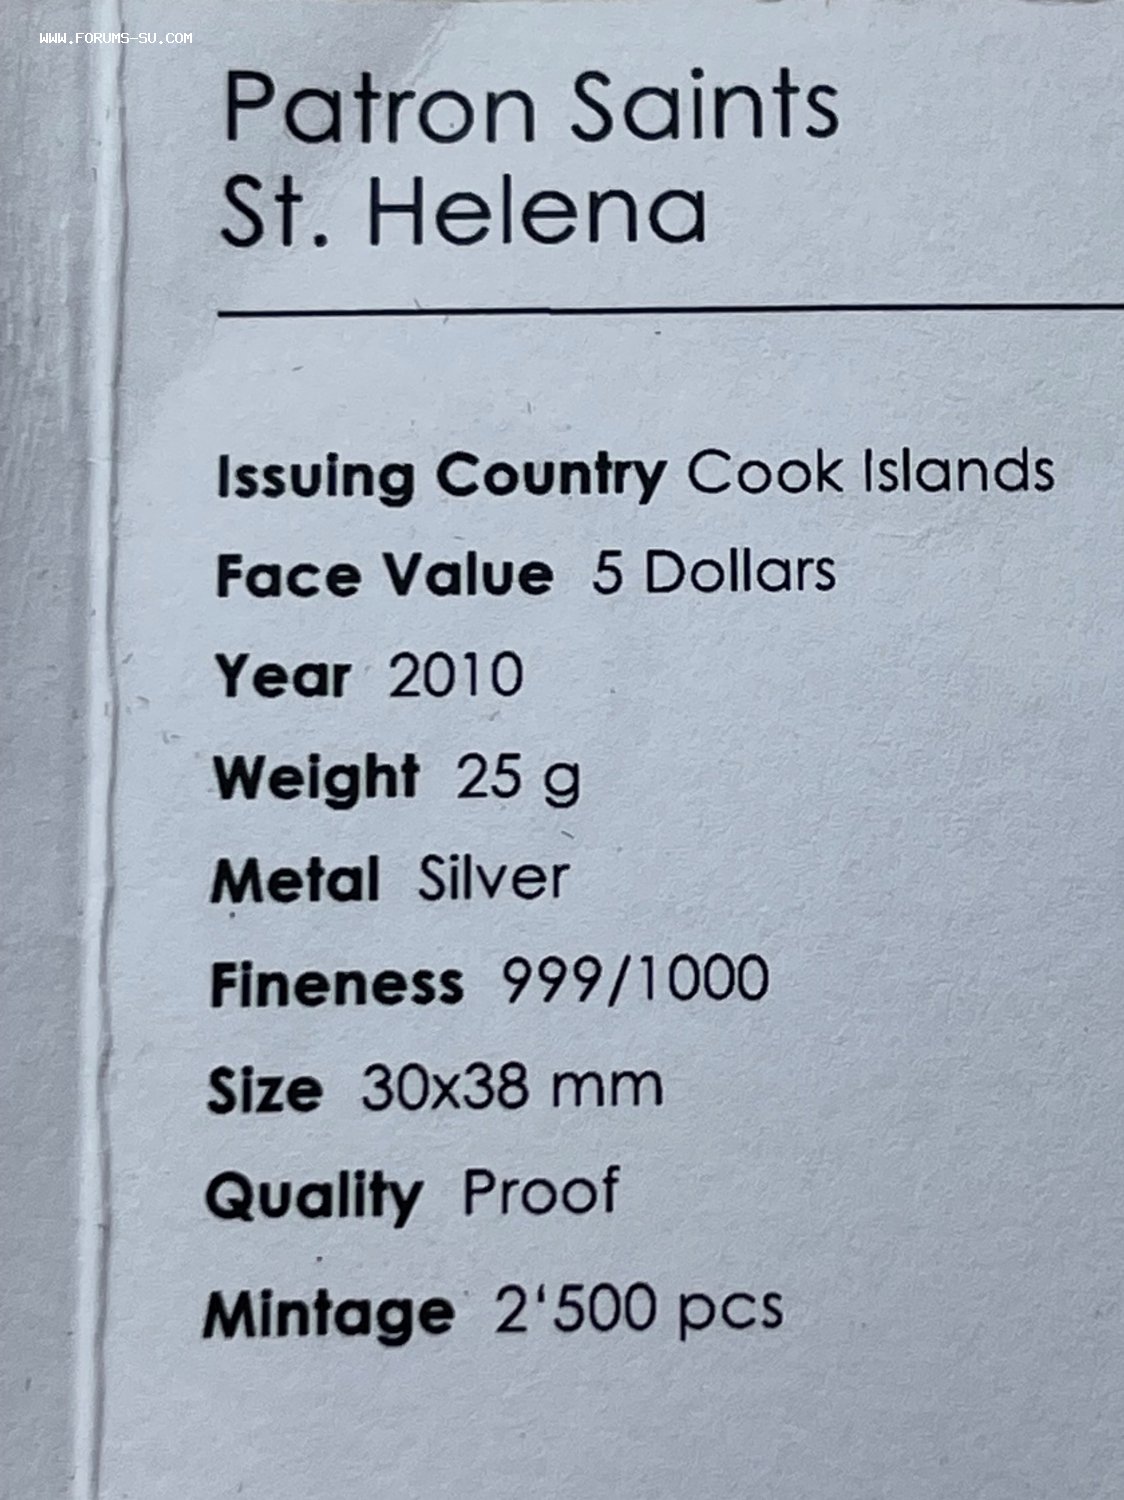 www.forums-su.com
Patron Saints
St. Helena
Issuing Country Cook Islands
Face Value 5 Dollars
Year 2010
Weight 25 g
Metal Silver
Fineness 999/1000
Size 30x38 mm
Quality Proof
Mintage 2‘500 pcs